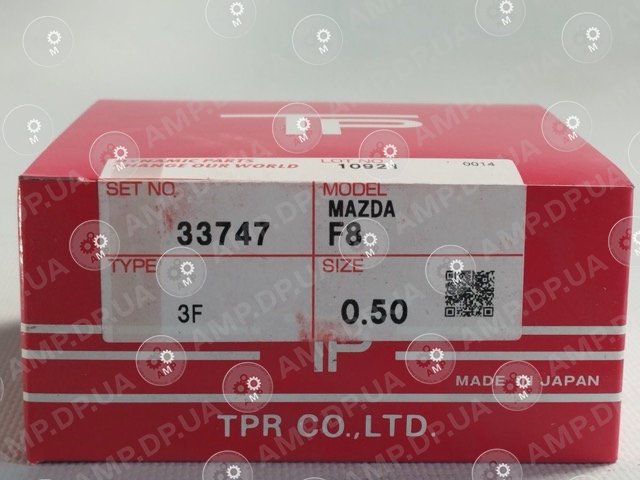 TP
DYNAMIC PARTS
CHANGE OUR WORLD
LOT NO.
10921
0014
SET NO.
33747
MODEL
MAZDA
F8
TYPE
3F
SIZE
0.50
TP
MADE IN JAPAN
TPR CO.,LTD.
AMP.DP.UA